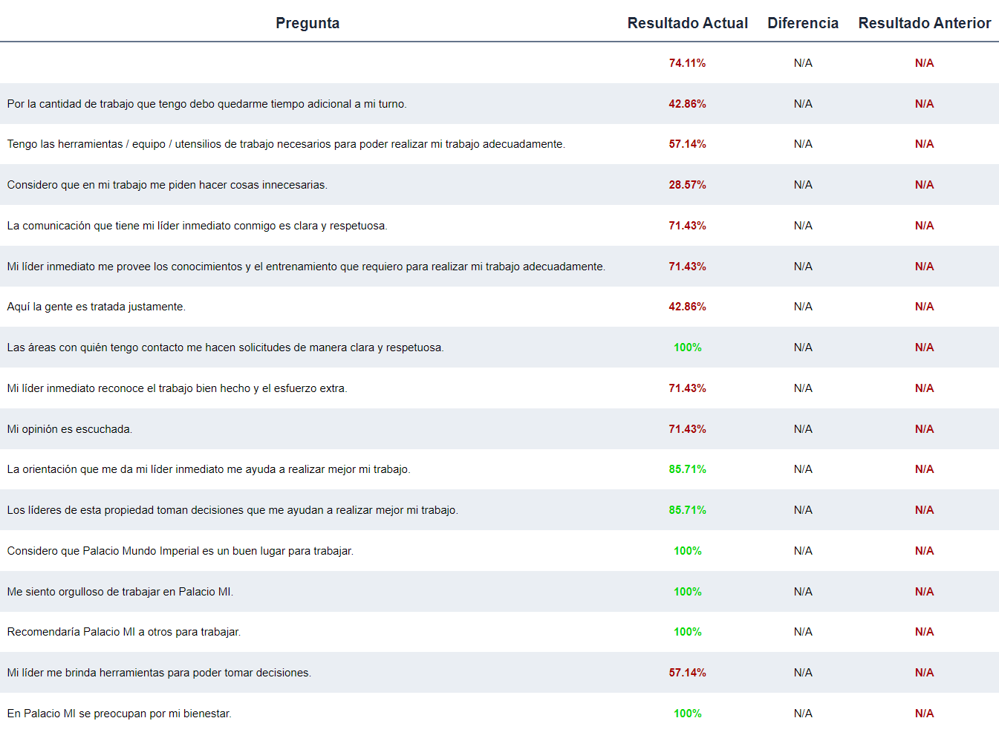 Pregunta Resultado Actual Diferencia Resultado Anterior
74.11% N/A N/A
Por la cantidad de trabajo que tengo debo quedarme tiempo adicional a mi turno. 42.86% N/A N/A
Tengo las herramientas / equipo / utensilios de trabajo necesarios para poder realizar mi trabajo adecuadamente. 57.14% N/A N/A
Considero que en mi trabajo me piden hacer cosas innecesarias. 28.57% N/A N/A
La comunicación que tiene mi líder inmediato conmigo es clara y respetuosa. 71.43% N/A N/A
Mi líder inmediato me provee los conocimientos y el entrenamiento que requiero para realizar mi trabajo adecuadamente. 71.43% N/A N/A
Aquí la gente es tratada justamente. 42.86% N/A N/A
Las áreas con quién tengo contacto me hacen solicitudes de manera clara y respetuosa. 100% N/A N/A
Mi líder inmediato reconoce el trabajo bien hecho y el esfuerzo extra. 71.43% N/A N/A
Mi opinión es escuchada. 71.43% N/A N/A
La orientación que me da mi líder inmediato me ayuda a realizar mejor mi trabajo. 85.71% N/A N/A
Los líderes de esta propiedad toman decisiones que me ayudan a realizar mejor mi trabajo. 85.71% N/A N/A
Considero que Palacio Mundo Imperial es un buen lugar para trabajar. 100% N/A N/A
Me siento orgulloso de trabajar en Palacio MI. 100% N/A N/A
Recomendaría Palacio MI a otros para trabajar. 100% N/A N/A
Mi líder me brinda herramientas para poder tomar decisiones. 57.14% N/A N/A
En Palacio MI se preocupan por mi bienestar. 100% N/A N/A